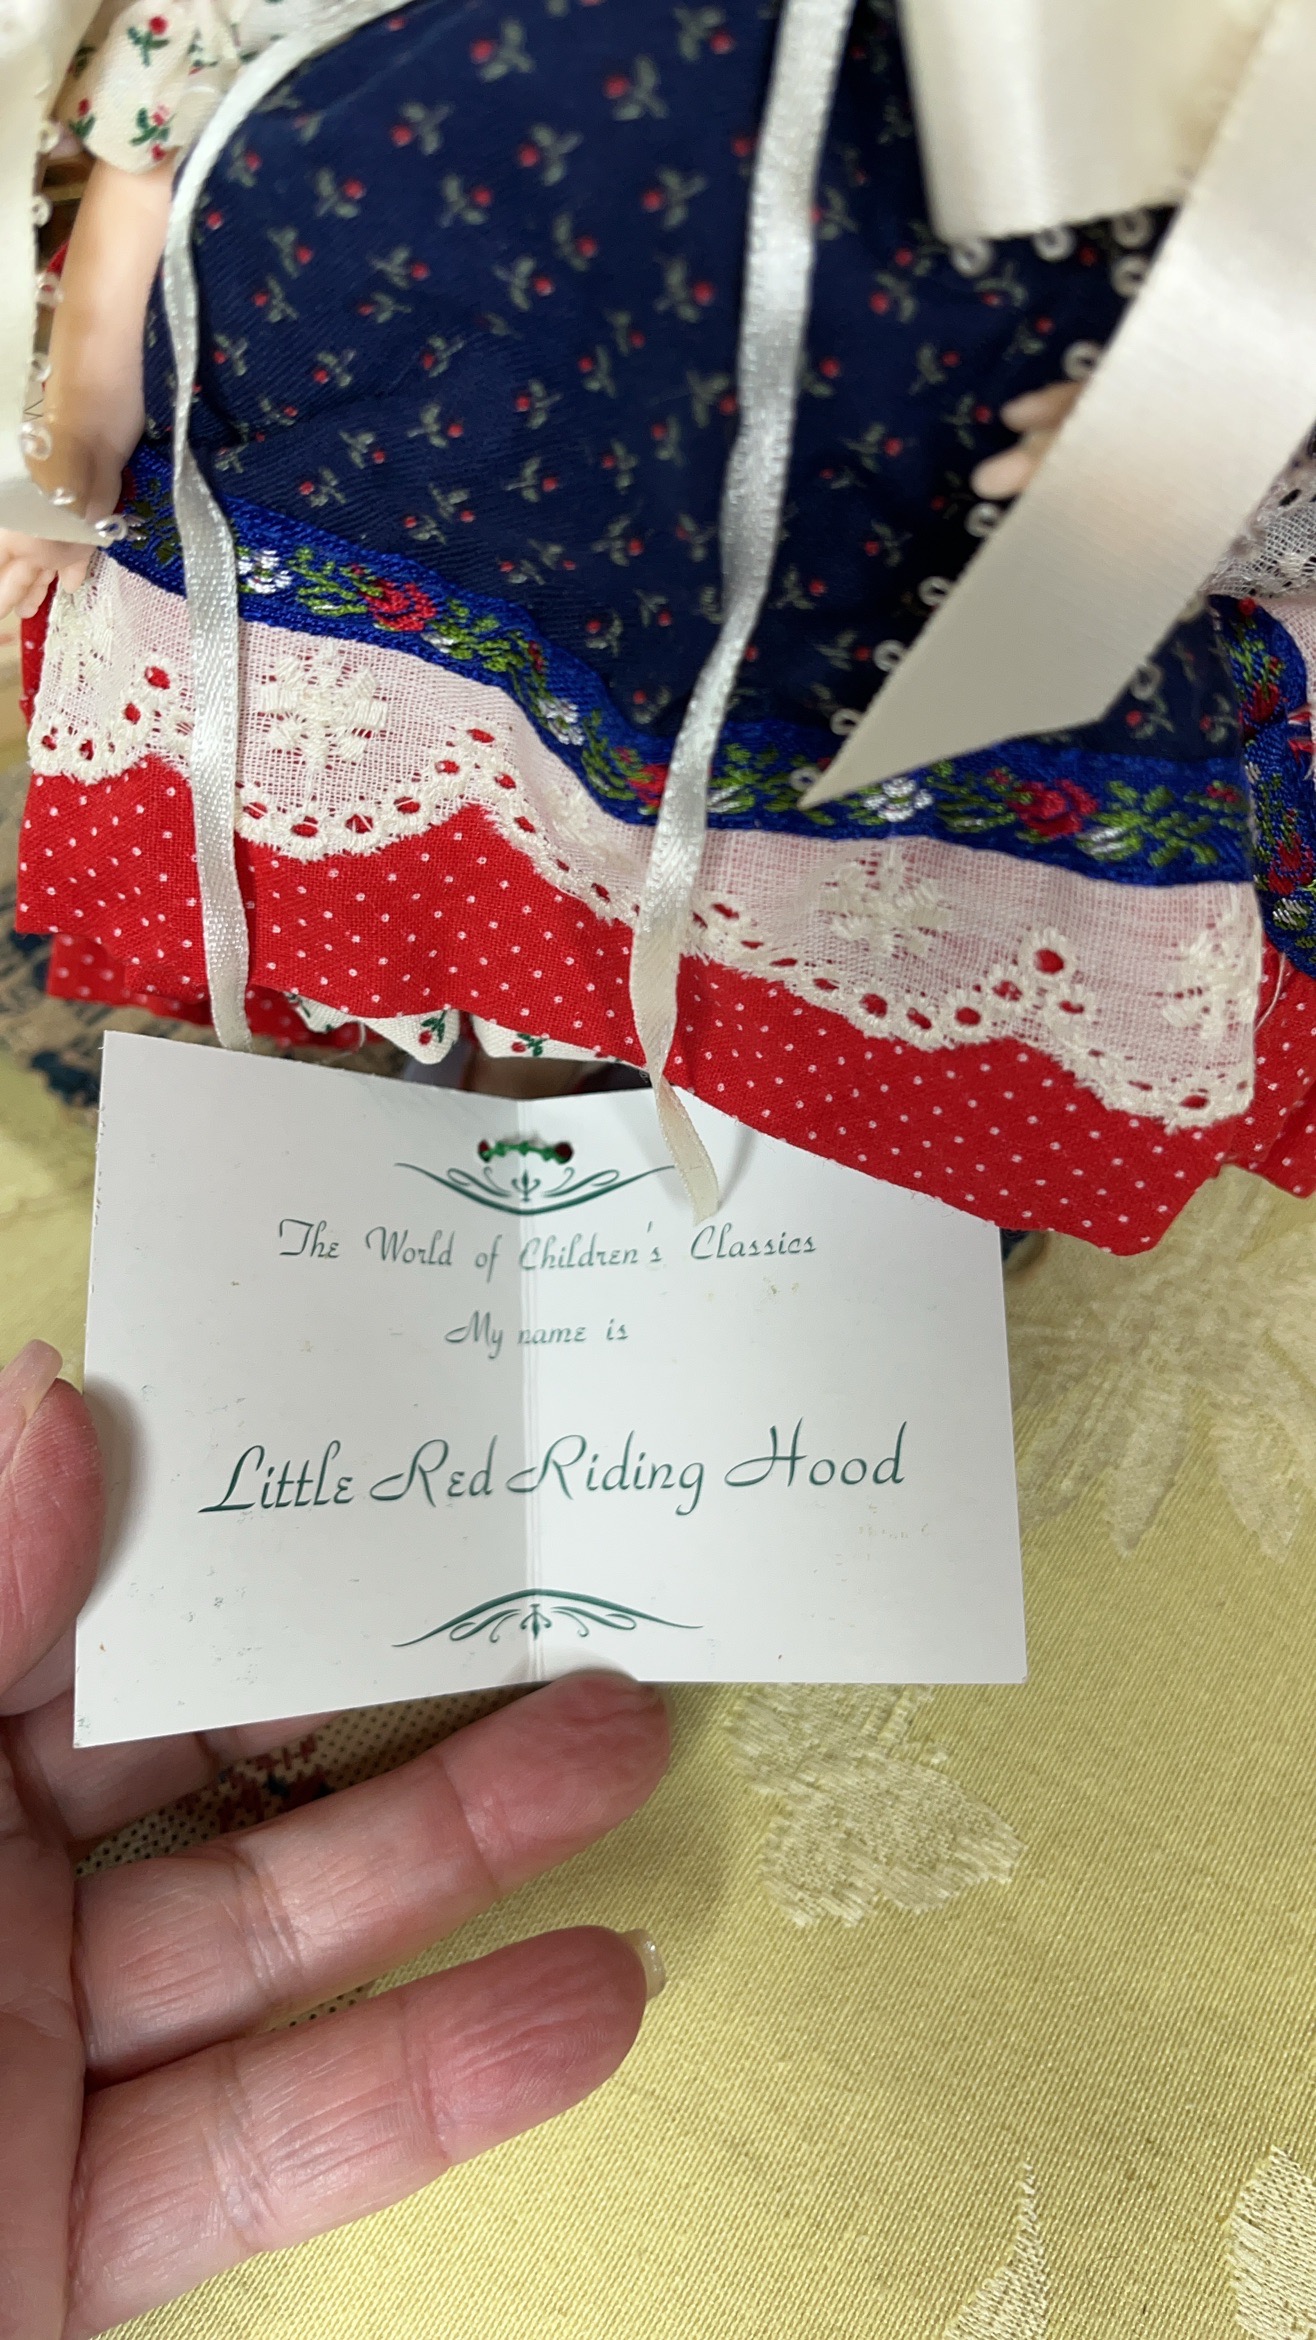 The World of Children's Classics
My name is
Little Red Riding Hood